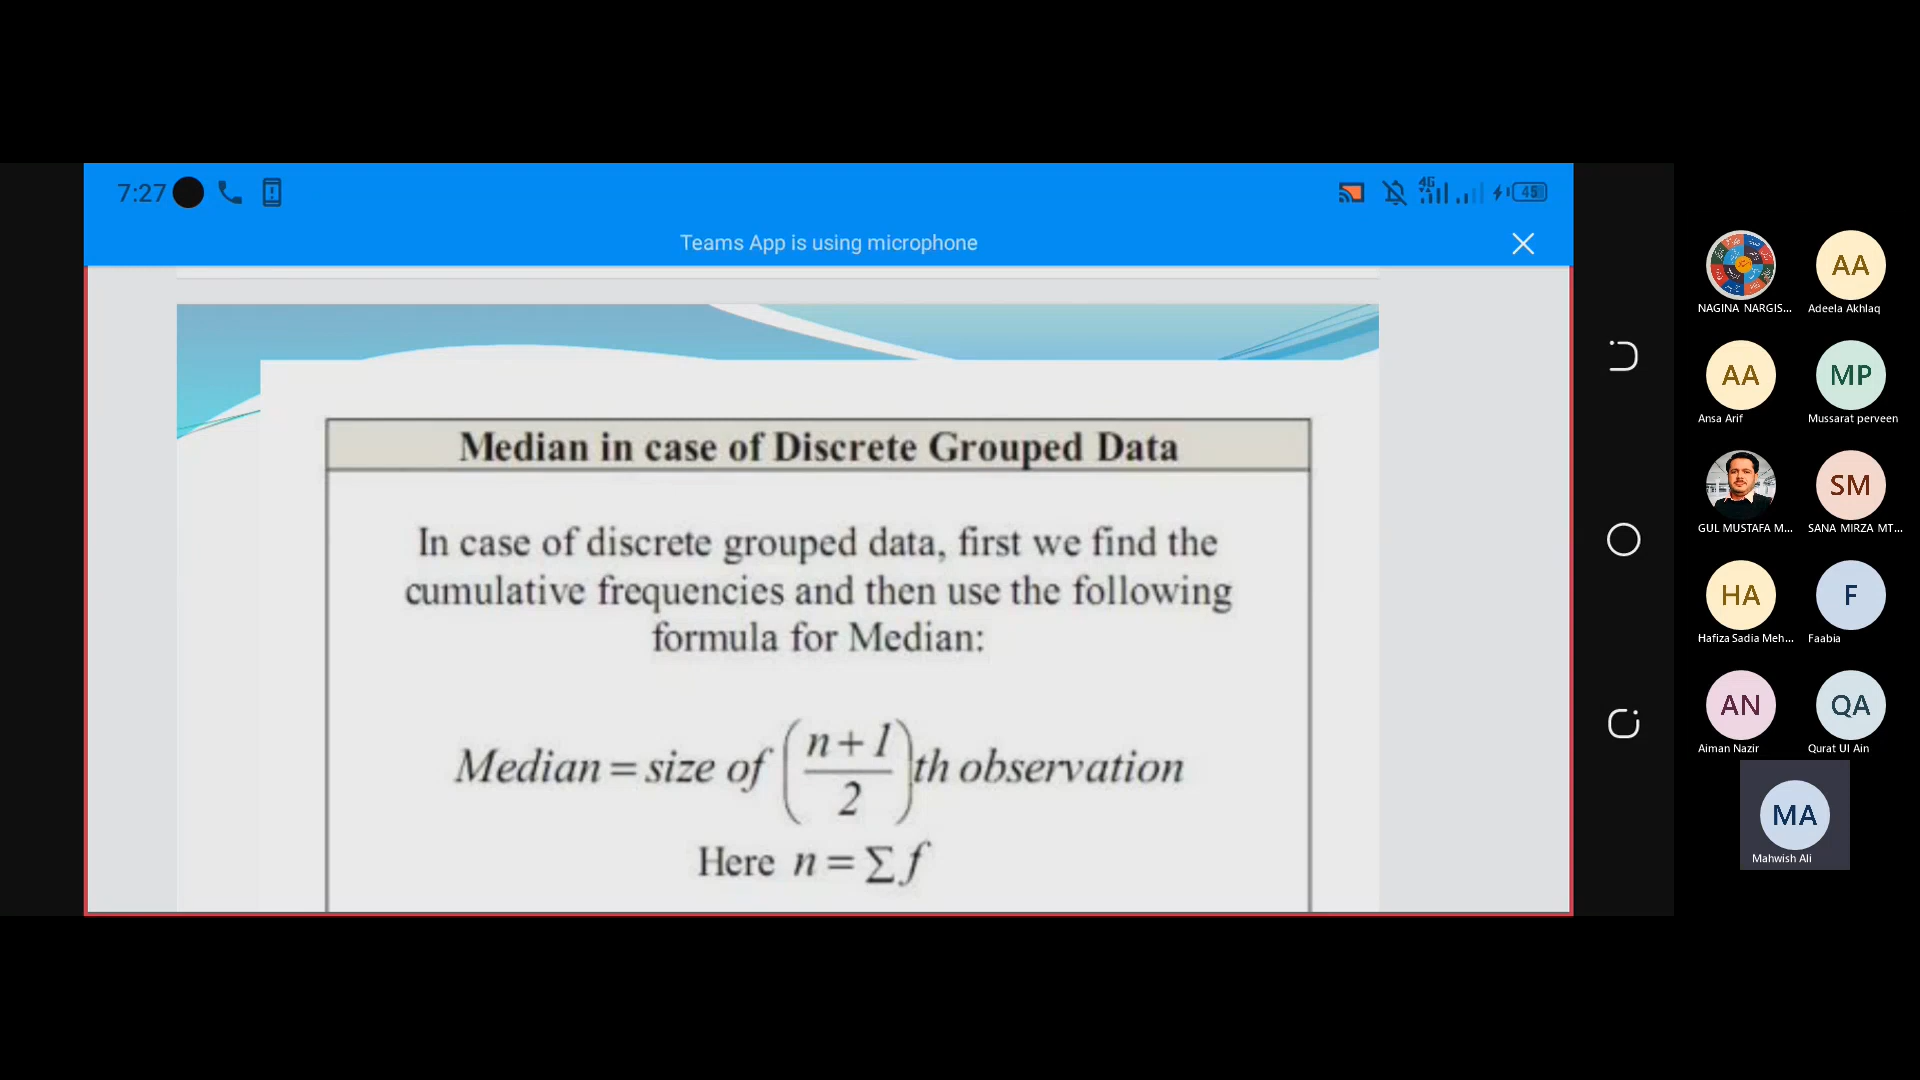 7:27
4G
45
Teams App is using microphone
Median in case of Discrete Grouped Data
In case of discrete grouped data, first we find the
cumulative frequencies and then use the following
formula for Median:
Median = size of (n+1/2)th observation
Here n = Σf
NAGINA NARGIS...
AA
Adeela Akhlaq
AA
Ansa Arif
MP
Mussarat perveen
GUL MUSTAFA M...
SM
SANA MIRZA MT...
HA
Hafiza Sadia Meh...
F
Faabia
AN
Aiman Nazir
QA
Qurat Ul Ain
MA
Mahwish Ali